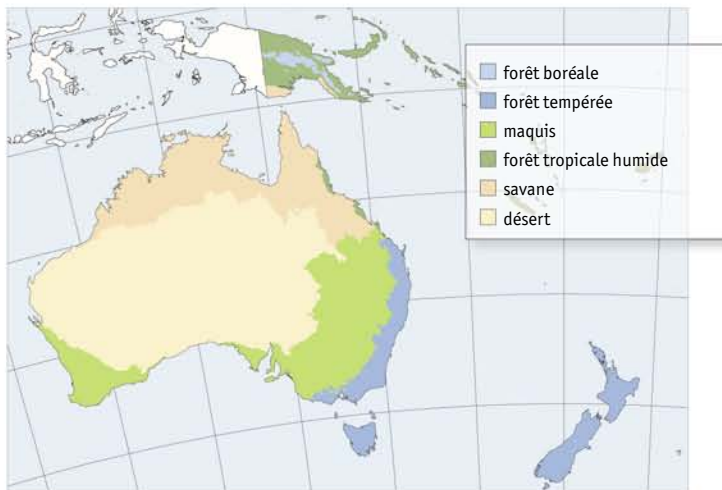 forêt boréale
forêt tempérée
maquis
forêt tropicale humide
savane
désert